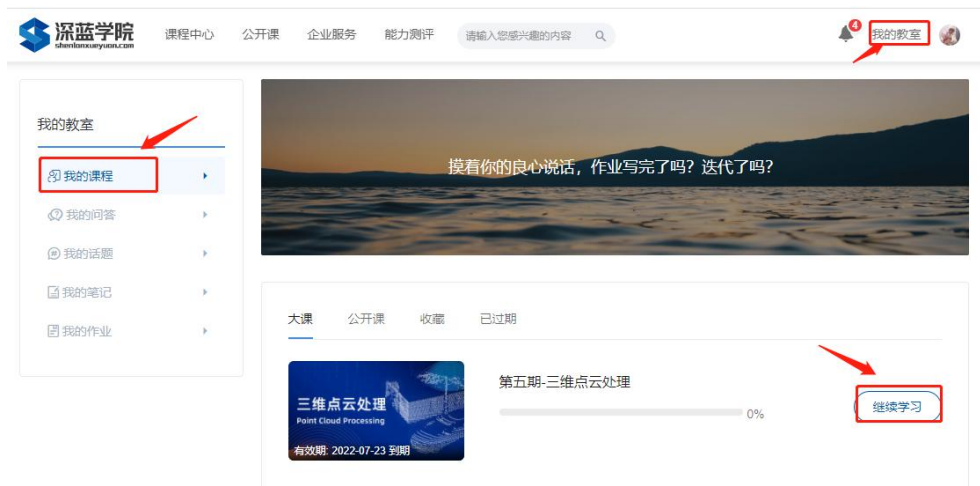 深蓝学院
shenlanxueyuan.com
课程中心 公开课 企业服务 能力测评 请输入您感兴趣的内容 4 我的教室
我的教室
我的课程
我的问答
我的话题
我的笔记
我的作业
摸着你的良心说话，作业写完了吗？迭代了吗？
大课 公开课 收藏 已过期
三维点云处理
Point Cloud Processing
有效期: 2022-07-23 到期
第五期-三维点云处理
0%
继续学习